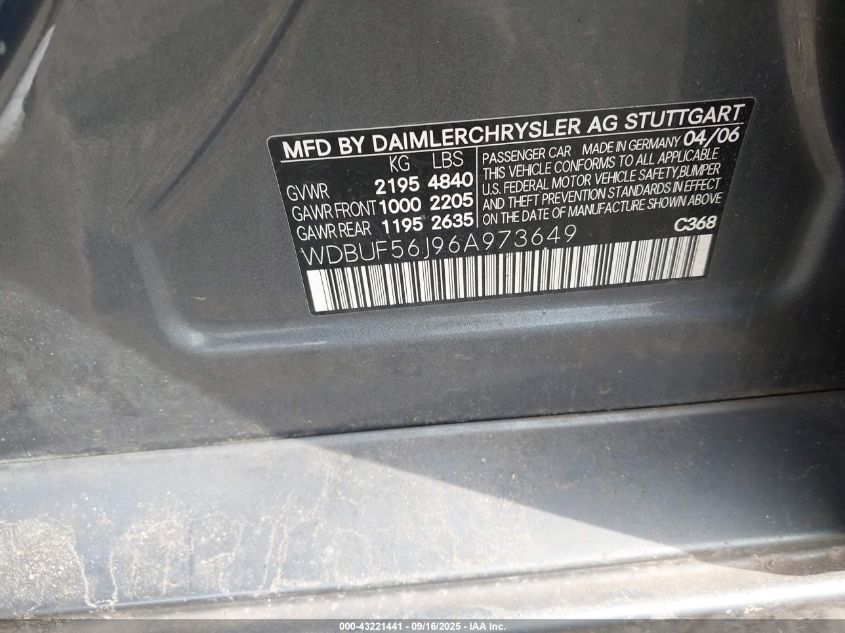 MFD BY DAIMLERCHRYSLER AG STUTTGART
KG LBS
GVWR 2195 4840
GAWR FRONT 1000 2205
GAWR REAR 1195 2635
PASSENGER CAR MADE IN GERMANY 04/06
THIS VEHICLE CONFORMS TO ALL APPLICABLE
U.S. FEDERAL MOTOR VEHICLE SAFETY, BUMPER
AND THEFT PREVENTION STANDARDS IN EFFECT
ON THE DATE OF MANUFACTURE SHOWN ABOVE
C368
WDBUF56J96A973649
000-43221441 - 09/16/2025 - IAA Inc.